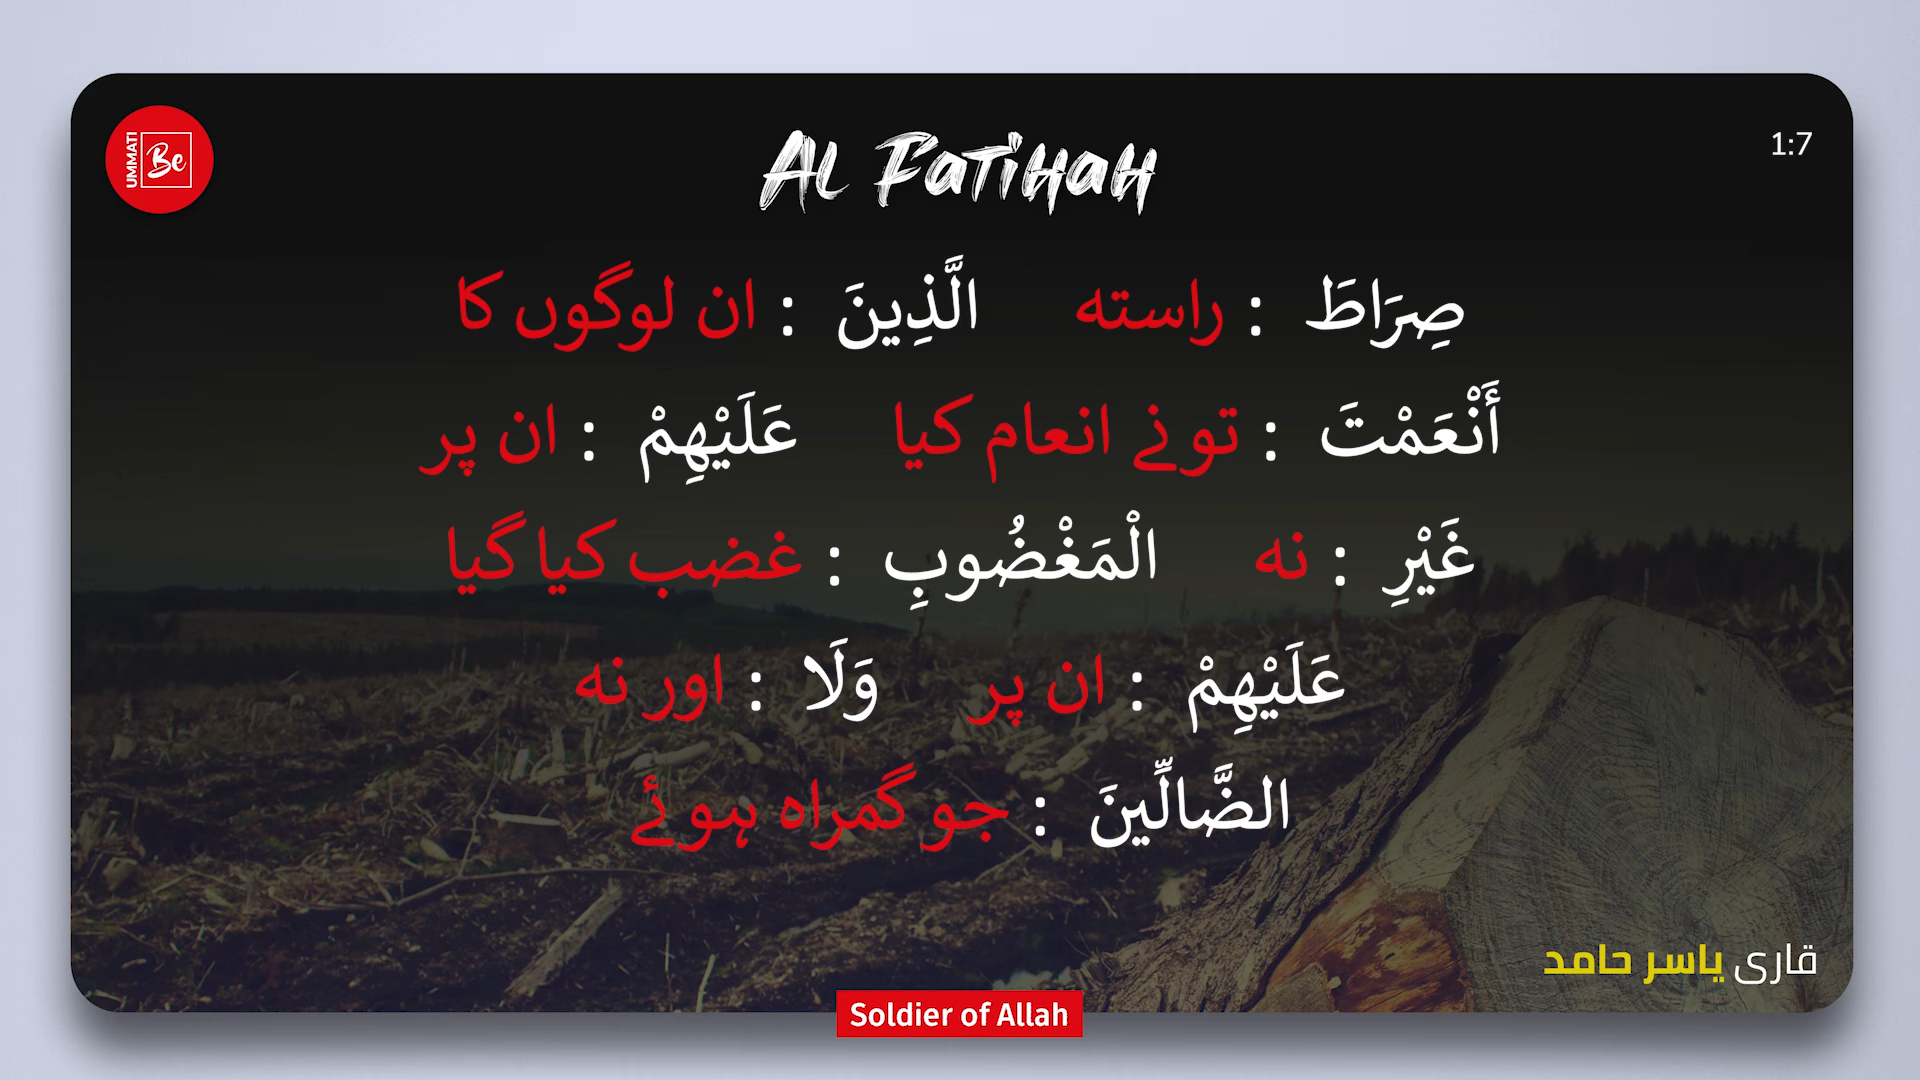 UMMATI
Be
AL FATIHAH
1:7
صِرَاطَ : راستہ الَّذِينَ : ان لوگوں کا
أَنْعَمْتَ : تو نے انعام کیا عَلَيْهِمْ : ان پر
غَيْرِ : نہ الْمَغْضُوبِ : غضب کیا گیا
عَلَيْهِمْ : ان پر وَلَا : اور نہ
الضَّالِّينَ : جو گمراہ ہوئے
قاری یاسر حامد
Soldier of Allah